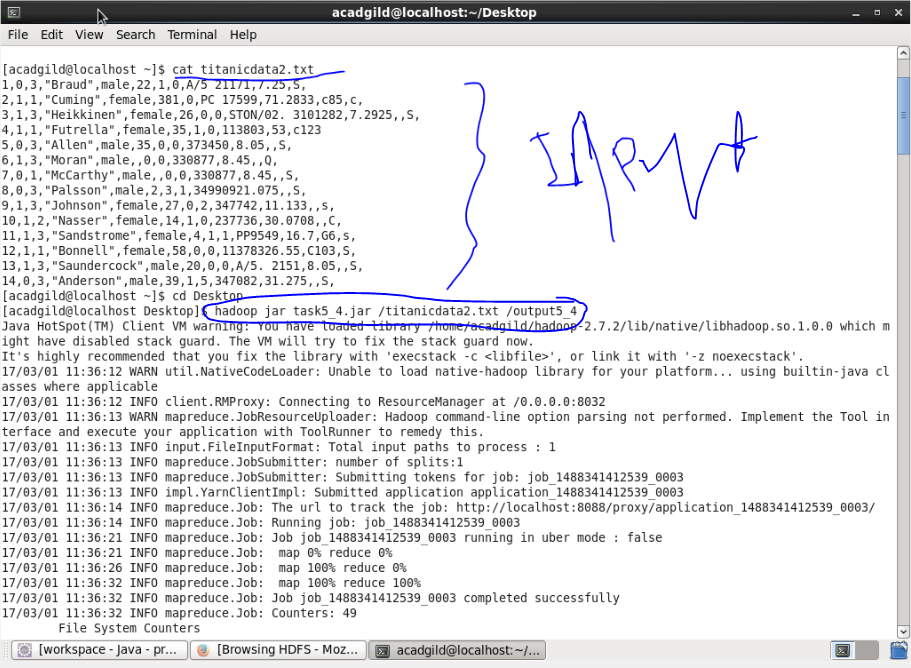 acadgild@localhost:~/Desktop
File Edit View Search Terminal Help
[acadgild@localhost ~]$ cat titanicdata2.txt
1,0,3,"Braud",male,22,1,0,A/5 21171,7.25,S,
2,1,1,"Cuming",female,381,0,PC 17599,71.2833,c85,c,
3,1,3,"Heikkinen",female,26,0,0,STON/02. 3101282,7.2925,,S,
4,1,1,"Futrella",female,35,1,0,113803,53,c123
5,0,3,"Allen",male,35,0,0,373450,8.05,,S,
6,1,3,"Moran",male,,0,0,330877,8.45,,Q,
7,0,1,"McCarthy",male,,0,0,330877,8.45,,S,
8,0,3,"Palsson",male,2,3,1,34990921.075,,S,
9,1,3,"Johnson",female,27,0,2,347742,11.133,,s,
10,1,2,"Nasser",female,14,1,0,237736,30.0708,,C,
11,1,3,"Sandstrome",female,4,1,1,PP9549,16.7,G6,s,
12,1,1,"Bonnell",female,58,0,0,11378326.55,C103,S,
13,1,3,"Saundercock",male,20,0,0,A/5. 2151,8.05,,S,
14,0,3,"Anderson",male,39,1,5,347082,31.275,,S,
Input
[acadgild@localhost ~]$ cd Desktop
[acadgild@localhost Desktop]$ hadoop jar task5_4.jar /titanicdata2.txt /output5_4
Java HotSpot(TM) Client VM warning: You have loaded library /home/acadgild/hadoop-2.7.2/lib/native/libhadoop.so.1.0.0 which m
ight have disabled stack guard. The VM will try to fix the stack guard now.
It's highly recommended that you fix the library with 'execstack -c <libfile>', or link it with '-z noexecstack'.
17/03/01 11:36:12 WARN util.NativeCodeLoader: Unable to load native-hadoop library for your platform... using builtin-java cl
asses where applicable
17/03/01 11:36:12 INFO client.RMProxy: Connecting to ResourceManager at /0.0.0.0:8032
17/03/01 11:36:13 WARN mapreduce.JobResourceUploader: Hadoop command-line option parsing not performed. Implement the Tool in
terface and execute your application with ToolRunner to remedy this.
17/03/01 11:36:13 INFO input.FileInputFormat: Total input paths to process : 1
17/03/01 11:36:13 INFO mapreduce.JobSubmitter: number of splits:1
17/03/01 11:36:13 INFO mapreduce.JobSubmitter: Submitting tokens for job: job_1488341412539_0003
17/03/01 11:36:13 INFO impl.YarnClientImpl: Submitted application application_1488341412539_0003
17/03/01 11:36:14 INFO mapreduce.Job: The url to track the job: http://localhost:8088/proxy/application_1488341412539_0003/
17/03/01 11:36:14 INFO mapreduce.Job: Running job: job_1488341412539_0003
17/03/01 11:36:21 INFO mapreduce.Job: Job job_1488341412539_0003 running in uber mode : false
17/03/01 11:36:21 INFO mapreduce.Job:  map 0% reduce 0%
17/03/01 11:36:26 INFO mapreduce.Job:  map 100% reduce 0%
17/03/01 11:36:32 INFO mapreduce.Job:  map 100% reduce 100%
17/03/01 11:36:32 INFO mapreduce.Job: Job job_1488341412539_0003 completed successfully
17/03/01 11:36:32 INFO mapreduce.Job: Counters: 49
File System Counters
[workspace - Java - pr... [Browsing HDFS - Moz... acadgild@localhost:~/...